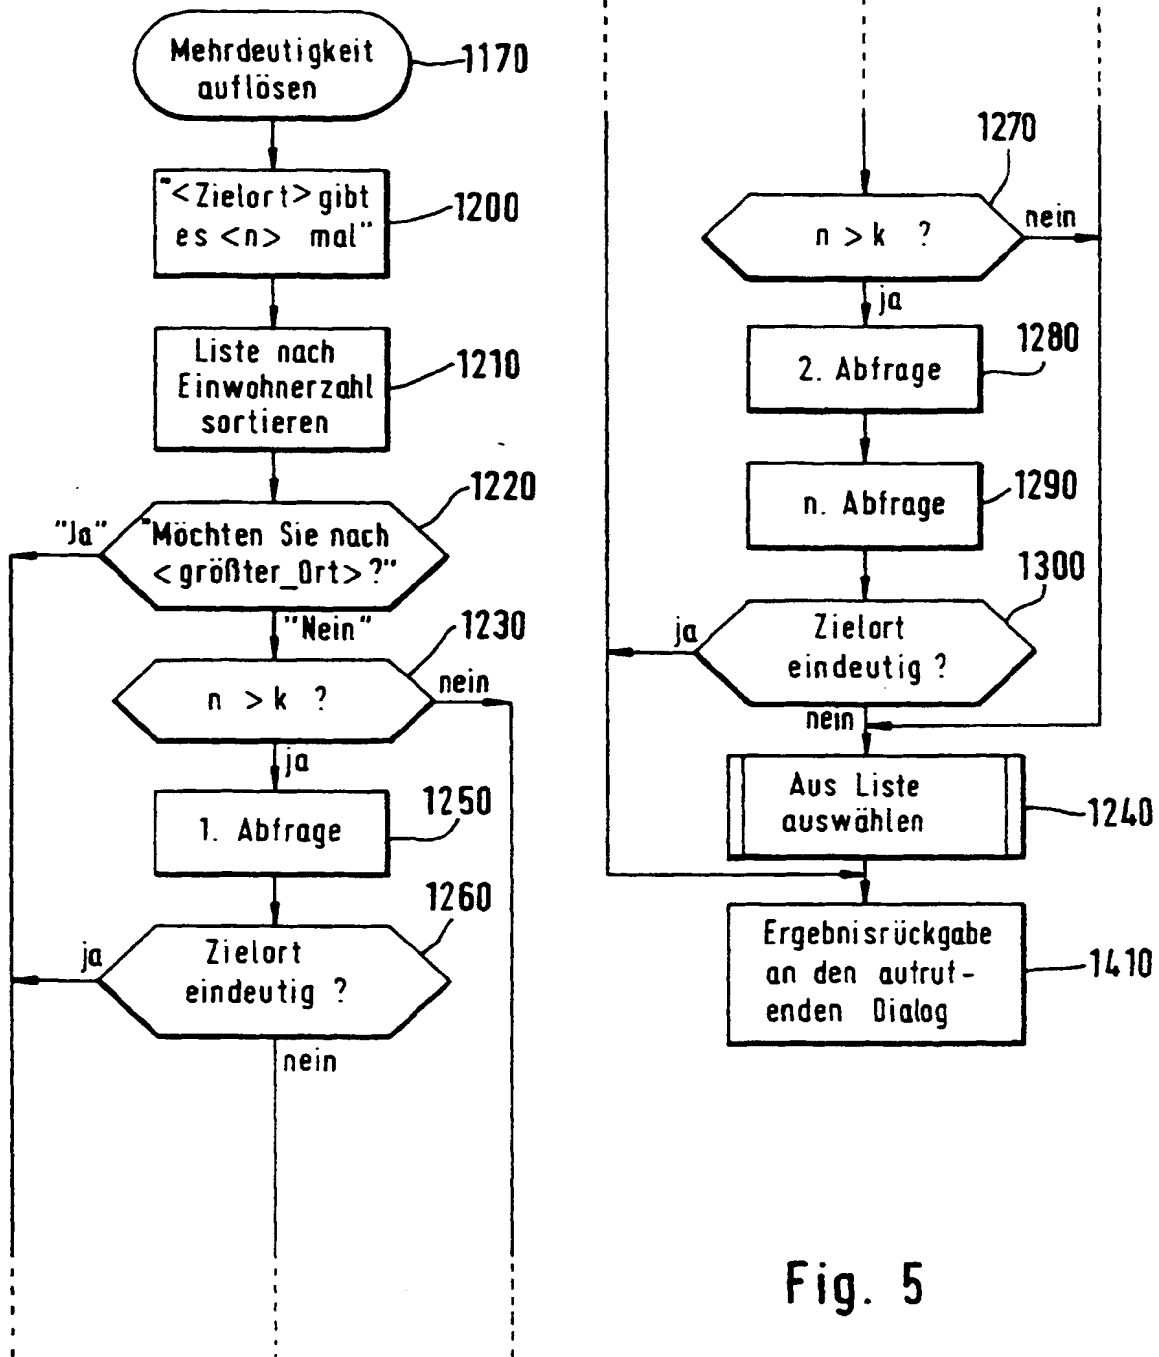 Mehrdeutigkeit
auflösen
1170
"<Zielort> gibt
es <n> mal"
1200
Liste nach
Einwohnerzahl
sortieren
1210
"Möchten Sie nach
<größter_Ort>?"
1220
"Ja"
"Nein"
n > k ?
1230
nein
ja
1. Abfrage
1250
Zielort
eindeutig ?
1260
ja
nein
n > k ?
1270
nein
ja
2. Abfrage
1280
n. Abfrage
1290
Zielort
eindeutig ?
1300
ja
nein
Aus Liste
auswählen
1240
Ergebnisrückgabe
an den aufruf-
enden Dialog
1410
Fig. 5